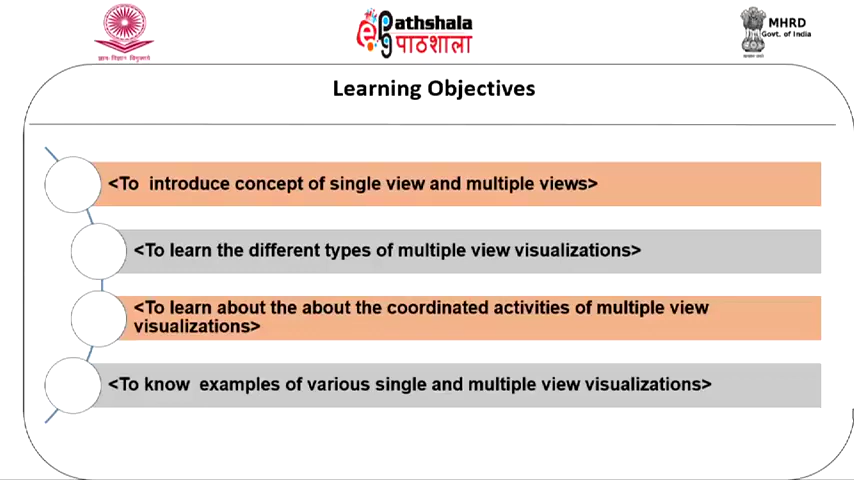 Pathshala
पाठशाला
MHRD
Govt. of India
Learning Objectives
<To introduce concept of single view and multiple views>
<To learn the different types of multiple view visualizations>
<To learn about the about the coordinated activities of multiple view
visualizations>
<To know examples of various single and multiple view visualizations>